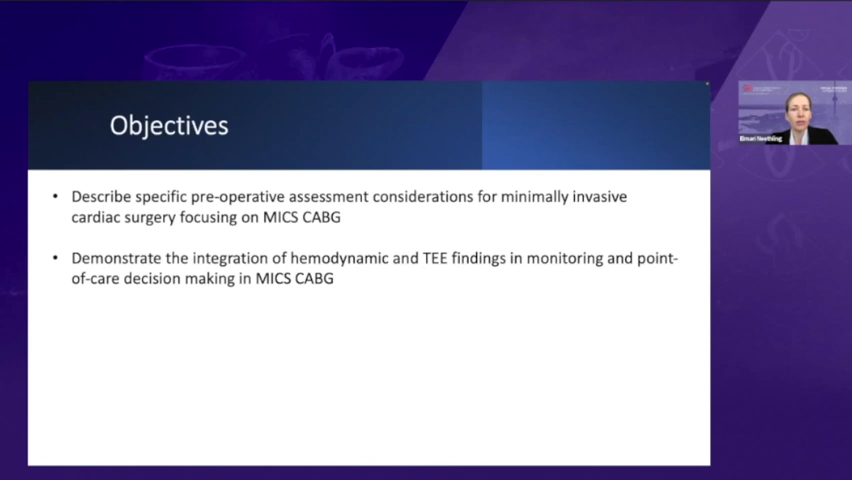 Objectives
• Describe specific pre-operative assessment considerations for minimally invasive
cardiac surgery focusing on MICS CABG
• Demonstrate the integration of hemodynamic and TEE findings in monitoring and point-
of-care decision making in MICS CABG
Elmari Neethling